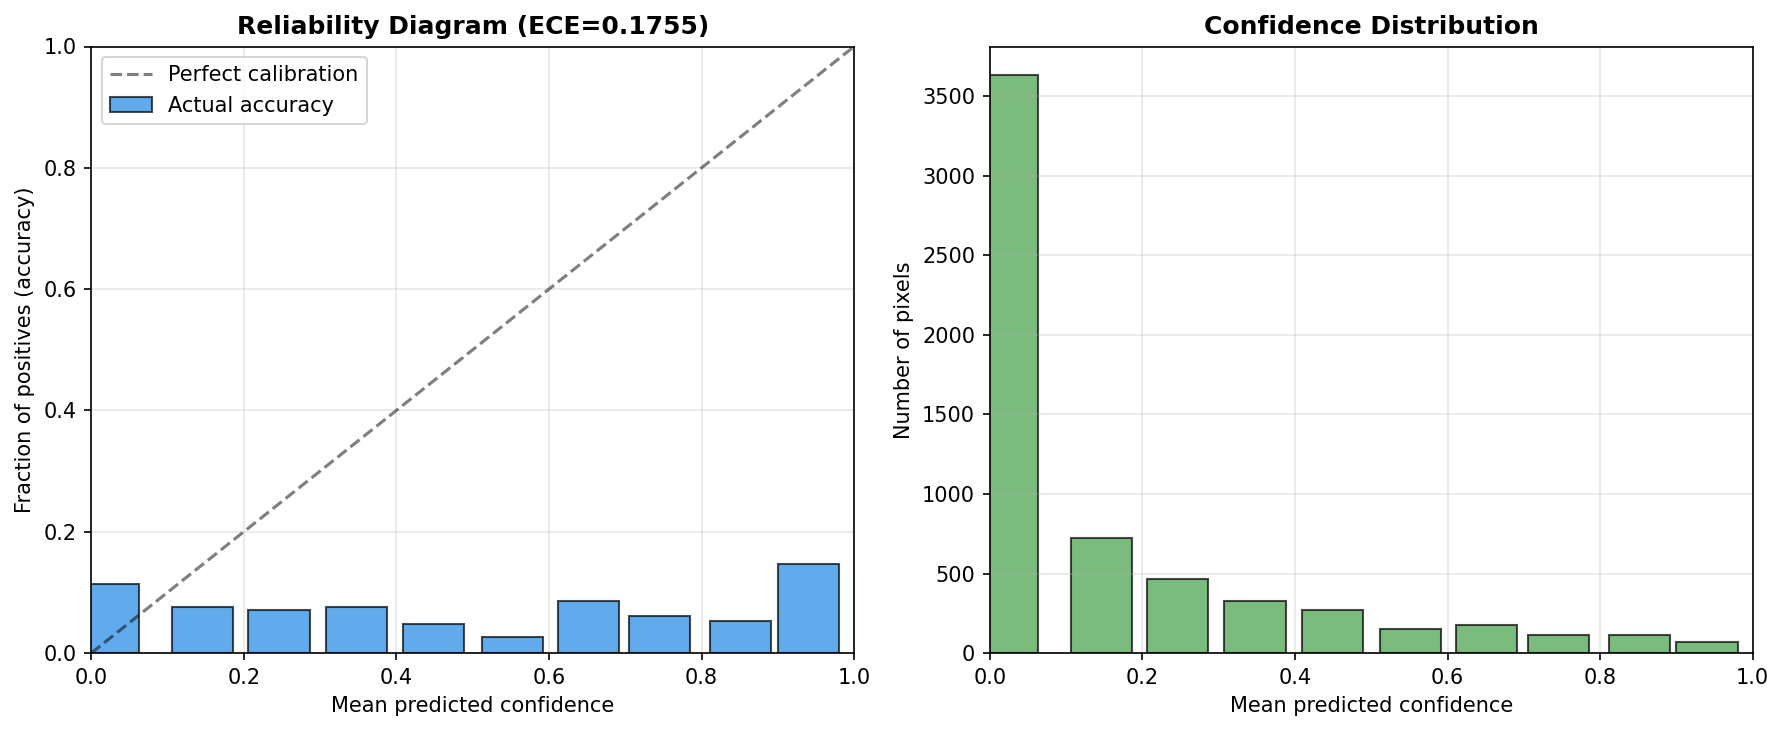 Reliability Diagram (ECE=0.1755)
Perfect calibration
Actual accuracy
Fraction of positives (accuracy)
1.0
0.8
0.6
0.4
0.2
0.0
0.0 0.2 0.4 0.6 0.8 1.0
Mean predicted confidence
Confidence Distribution
Number of pixels
3500
3000
2500
2000
1500
1000
500
0
0.0 0.2 0.4 0.6 0.8 1.0
Mean predicted confidence